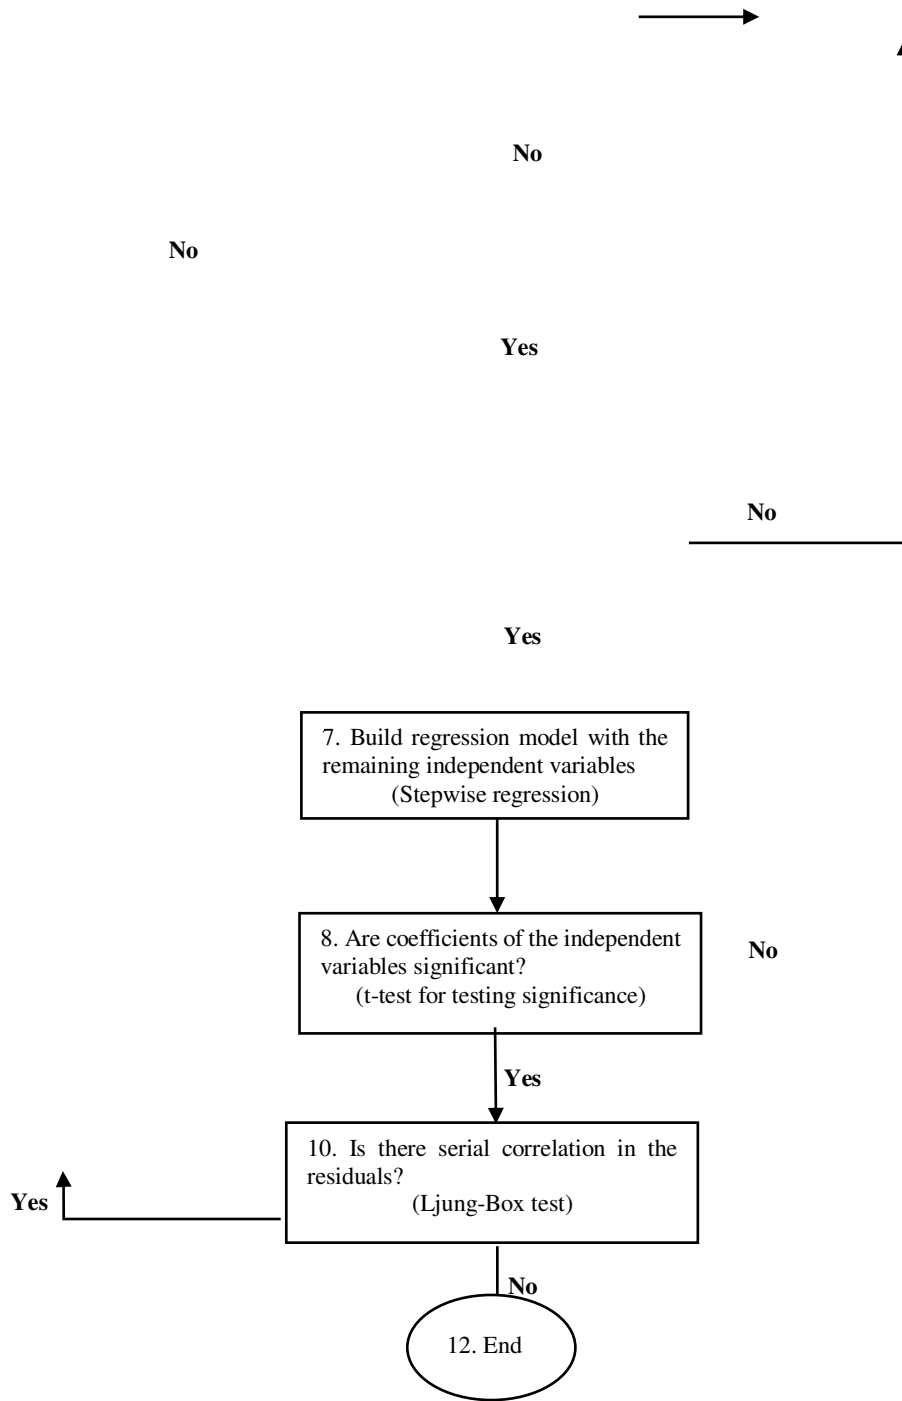 No
No
Yes
No
Yes
7. Build regression model with the
remaining independent variables
(Stepwise regression)
8. Are coefficients of the independent
variables significant?
(t-test for testing significance)
No
Yes
10. Is there serial correlation in the
residuals?
(Ljung-Box test)
Yes
No
12. End